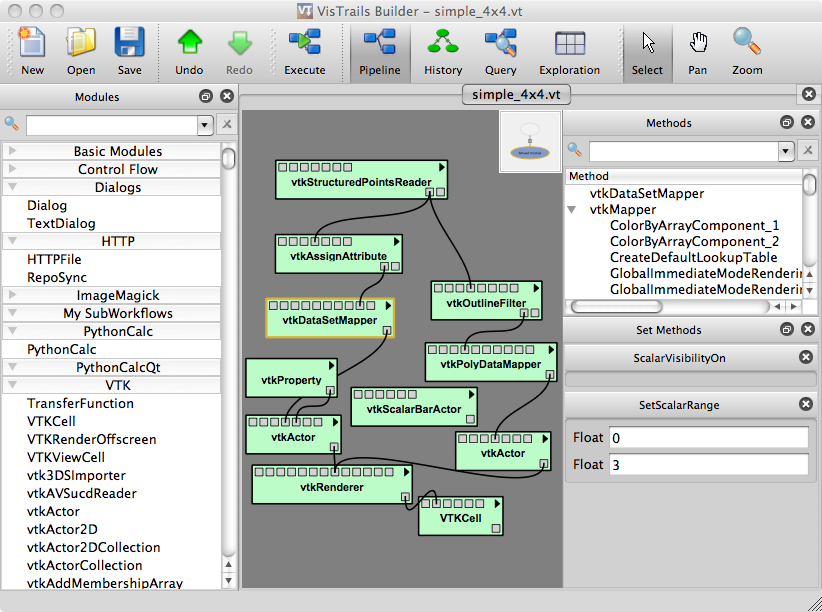 VT VisTrails Builder – simple_4x4.vt
New Open Save Undo Redo Execute Pipeline History Query Exploration Select Pan Zoom
Modules
Basic Modules
Control Flow
Dialogs
Dialog
TextDialog
HTTP
HTTPFile
RepoSync
ImageMagick
My SubWorkflows
PythonCalc
PythonCalc
PythonCalcQt
VTK
TransferFunction
VTKCell
VTKRenderOffscreen
VTKViewCell
vtk3DSImporter
vtkAVSucdReader
vtkActor
vtkActor2D
vtkActor2DCollection
vtkActorCollection
vtkAddMembershipArray
simple_4x4.vt
vtkStructuredPointsReader
vtkAssignAttribute
vtkOutlineFilter
vtkDataSetMapper
vtkPolyDataMapper
vtkProperty
vtkScalarBarActor
vtkActor
vtkActor
vtkRenderer
VTKCell
Methods
Method
vtkDataSetMapper
vtkMapper
ColorByArrayComponent_1
ColorByArrayComponent_2
CreateDefaultLookupTable
GlobalImmediateModeRenderin
GlobalImmediateModeRenderin
Set Methods
ScalarVisibilityOn
SetScalarRange
Float 0
Float 3